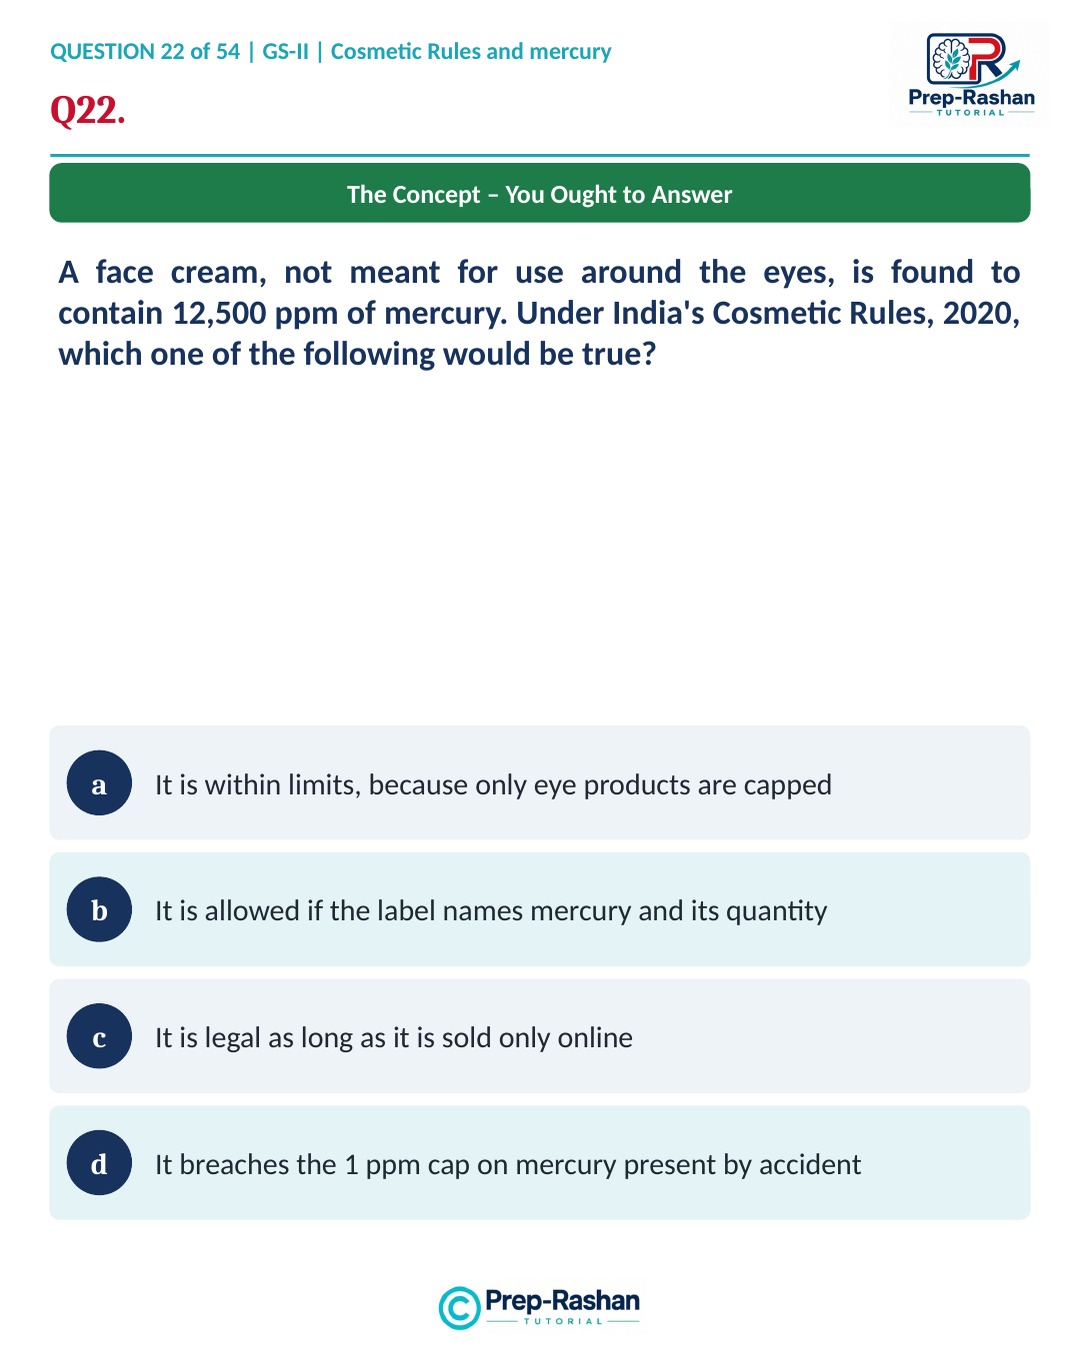 QUESTION 22 of 54 | GS-II | Cosmetic Rules and mercury
Q22.
Prep-Rashan
TUTORIAL
The Concept – You Ought to Answer
A face cream, not meant for use around the eyes, is found to
contain 12,500 ppm of mercury. Under India's Cosmetic Rules, 2020,
which one of the following would be true?
a It is within limits, because only eye products are capped
b It is allowed if the label names mercury and its quantity
c It is legal as long as it is sold only online
d It breaches the 1 ppm cap on mercury present by accident
© Prep-Rashan
TUTORIAL